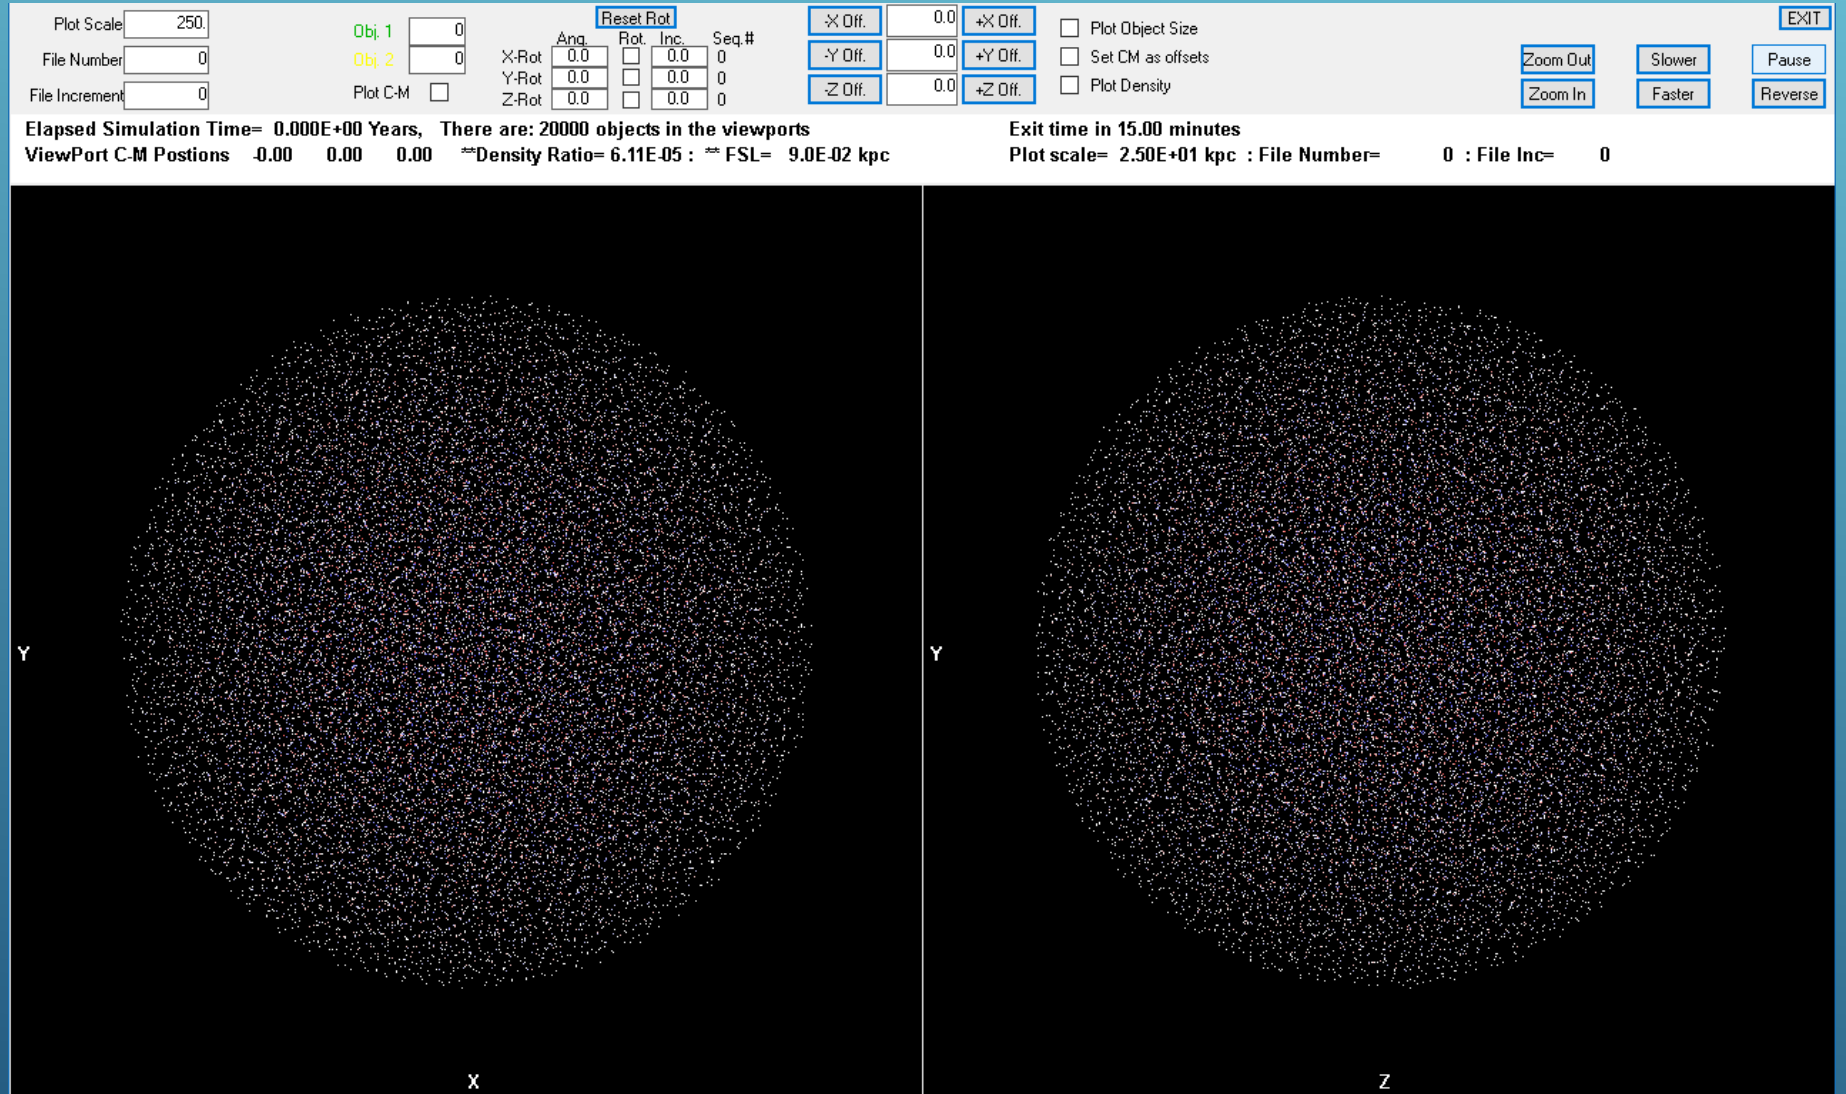 Plot Scale 250. Obj. 1 0 Reset Rot -X Off. 0.0 +X Off. Plot Object Size EXIT
Ang. Rot. Inc. Seq.#
File Number 0 Obj. 2 0 X-Rot 0.0 0.0 0 -Y Off. 0.0 +Y Off. Set CM as offsets Zoom Out Slower Pause
Y-Rot 0.0 0.0 0
File Increment 0 Plot C-M Z-Rot 0.0 0.0 0 -Z Off. 0.0 +Z Off. Plot Density Zoom In Faster Reverse
Elapsed Simulation Time= 0.000E+00 Years, There are: 20000 objects in the viewports Exit time in 15.00 minutes
ViewPort C-M Postions -0.00 0.00 0.00 **Density Ratio= 6.11E-05 : ** FSL= 9.0E-02 kpc Plot scale= 2.50E+01 kpc : File Number= 0 : File Inc= 0
Y Y
X Z